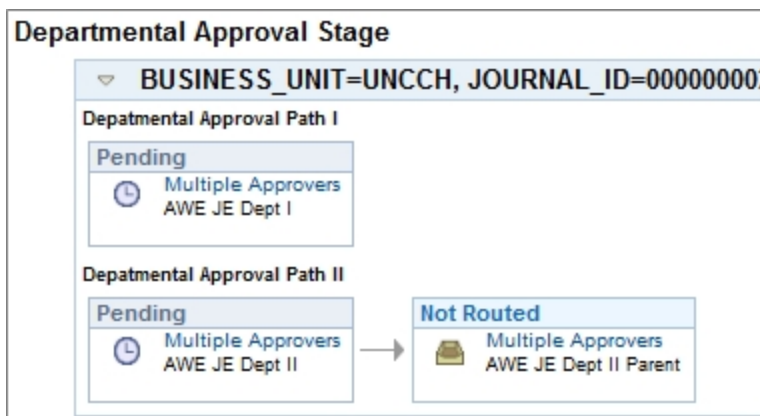 Departmental Approval Stage
BUSINESS_UNIT=UNCCH, JOURNAL_ID=00000000
Depatmental Approval Path I
Pending
Multiple Approvers
AWE JE Dept I
Depatmental Approval Path II
Pending
Multiple Approvers
AWE JE Dept II
Not Routed
Multiple Approvers
AWE JE Dept II Parent